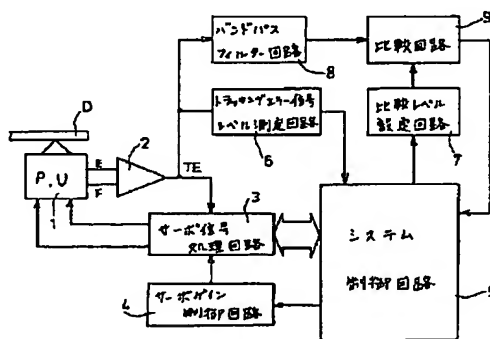 バンドパス
フィルター回路
8
比較回路
9
D
トラッキングエラー信号
レベル測定回路
6
比較レベル
設定回路
7
2
E
F
TE
P.U
1
サーボ信号
処理回路
3
システム
制御回路
5
サーボゲイン
制御回路
4